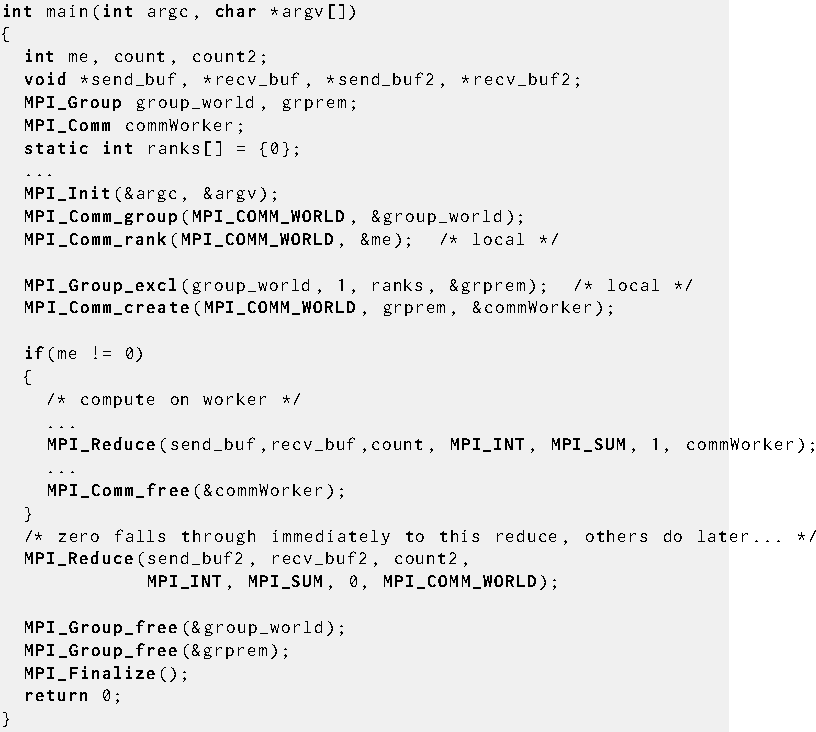 int main(int argc, char *argv[])
{
  int me, count, count2;
  void *send_buf, *recv_buf, *send_buf2, *recv_buf2;
  MPI_Group group_world, grprem;
  MPI_Comm commWorker;
  static int ranks[] = {0};
  ...
  MPI_Init(&argc, &argv);
  MPI_Comm_group(MPI_COMM_WORLD, &group_world);
  MPI_Comm_rank(MPI_COMM_WORLD, &me);  /* local */

  MPI_Group_excl(group_world, 1, ranks, &grprem);  /* local */
  MPI_Comm_create(MPI_COMM_WORLD, grprem, &commWorker);

  if(me != 0)
  {
    /* compute on worker */
    ...
    MPI_Reduce(send_buf,recv_buf,count, MPI_INT, MPI_SUM, 1, commWorker);
    ...
    MPI_Comm_free(&commWorker);
  }
  /* zero falls through immediately to this reduce, others do later... */
  MPI_Reduce(send_buf2, recv_buf2, count2,
             MPI_INT, MPI_SUM, 0, MPI_COMM_WORLD);

  MPI_Group_free(&group_world);
  MPI_Group_free(&grprem);
  MPI_Finalize();
  return 0;
}